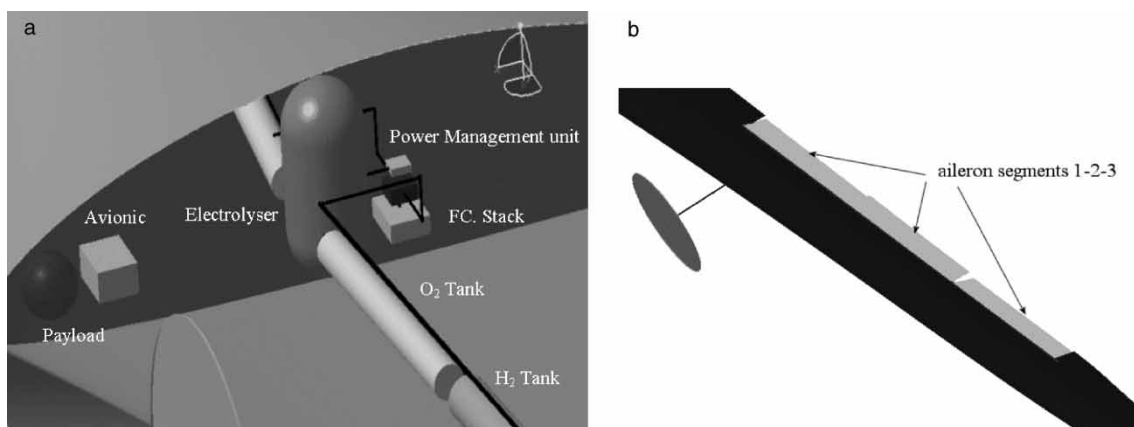 a
Power Management unit
Avionic
Electrolyser
FC. Stack
O₂ Tank
Payload
H₂ Tank
b
aileron segments 1-2-3